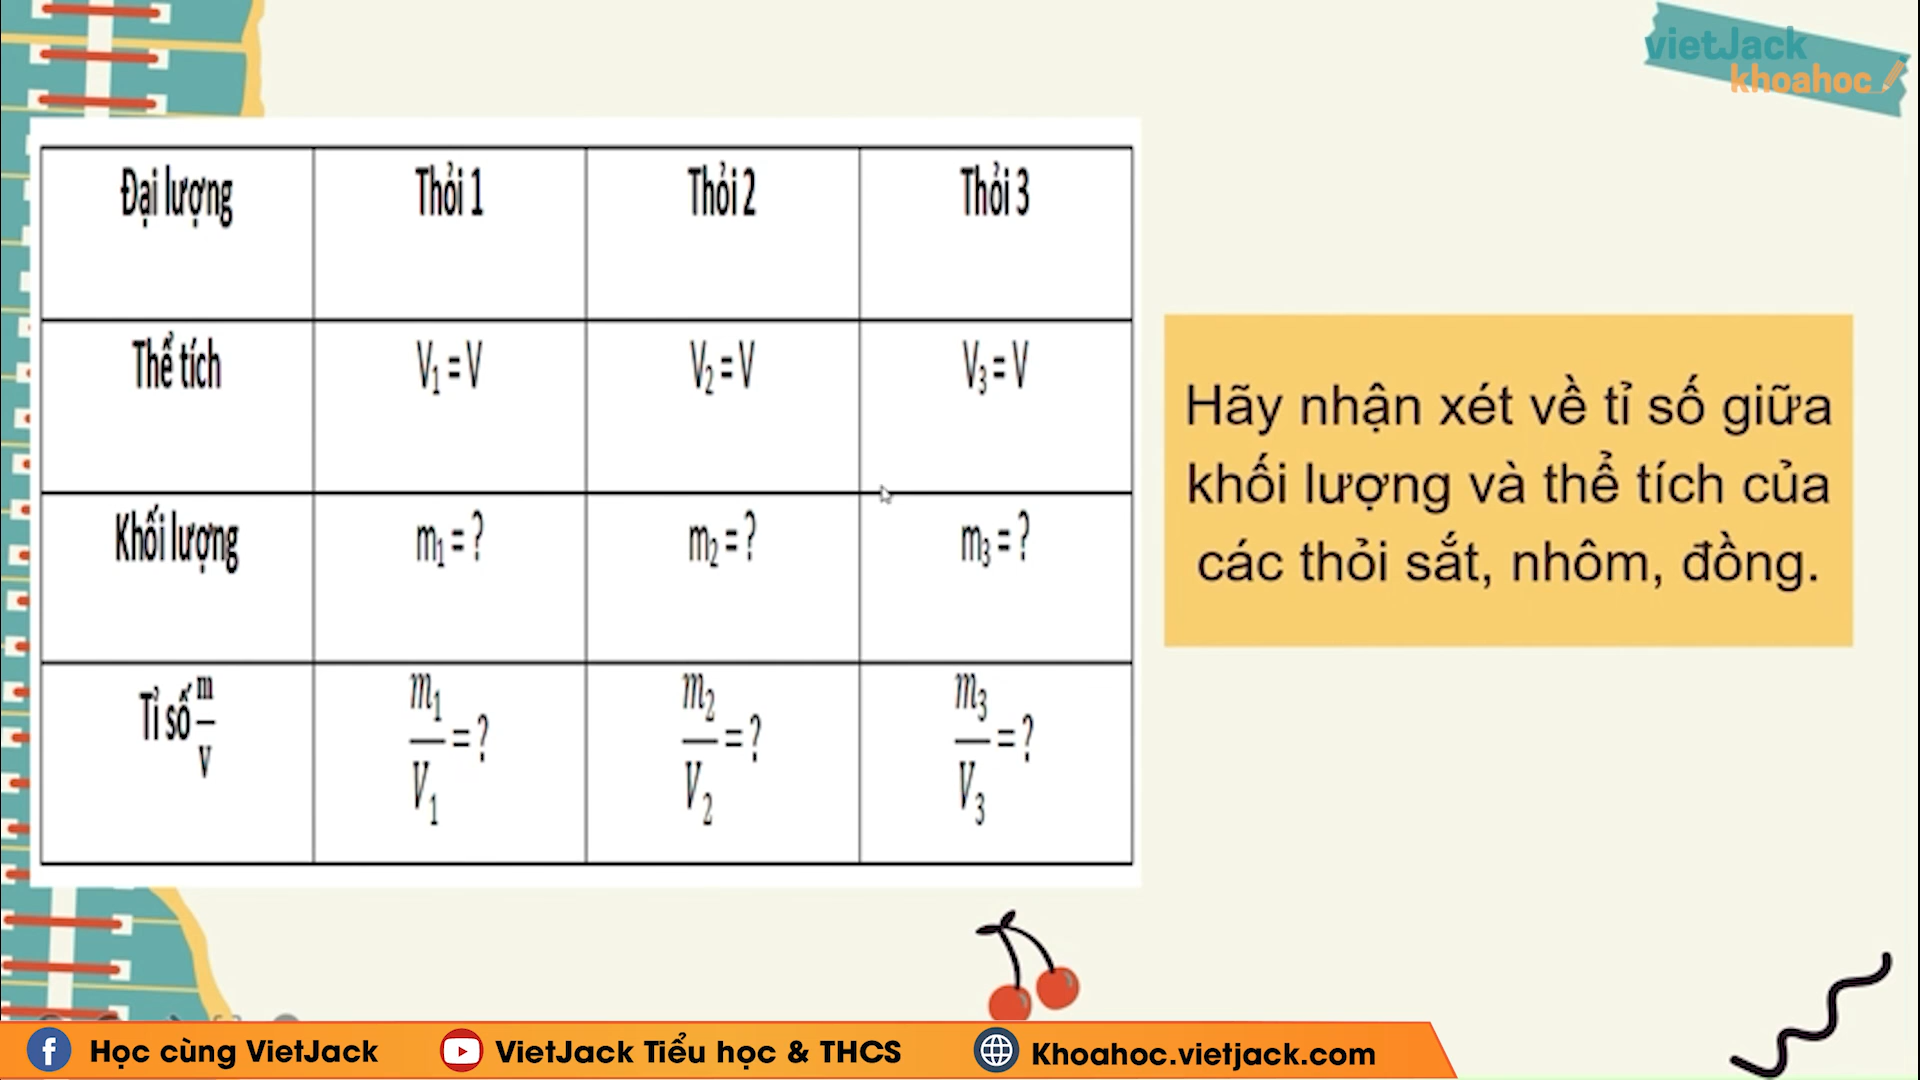 vietJack
khoahoc
Đại lượng Thỏi 1 Thỏi 2 Thỏi 3
Thể tích V₁ = V V₂ = V V₃ = V
Khối lượng m₁ = ? m₂ = ? m₃ = ?
Tỉ số m/V m₁/V₁ = ? m₂/V₂ = ? m₃/V₃ = ?
Hãy nhận xét về tỉ số giữa
khối lượng và thể tích của
các thỏi sắt, nhôm, đồng.
Học cùng VietJack VietJack Tiểu học & THCS Khoahoc.vietjack.com